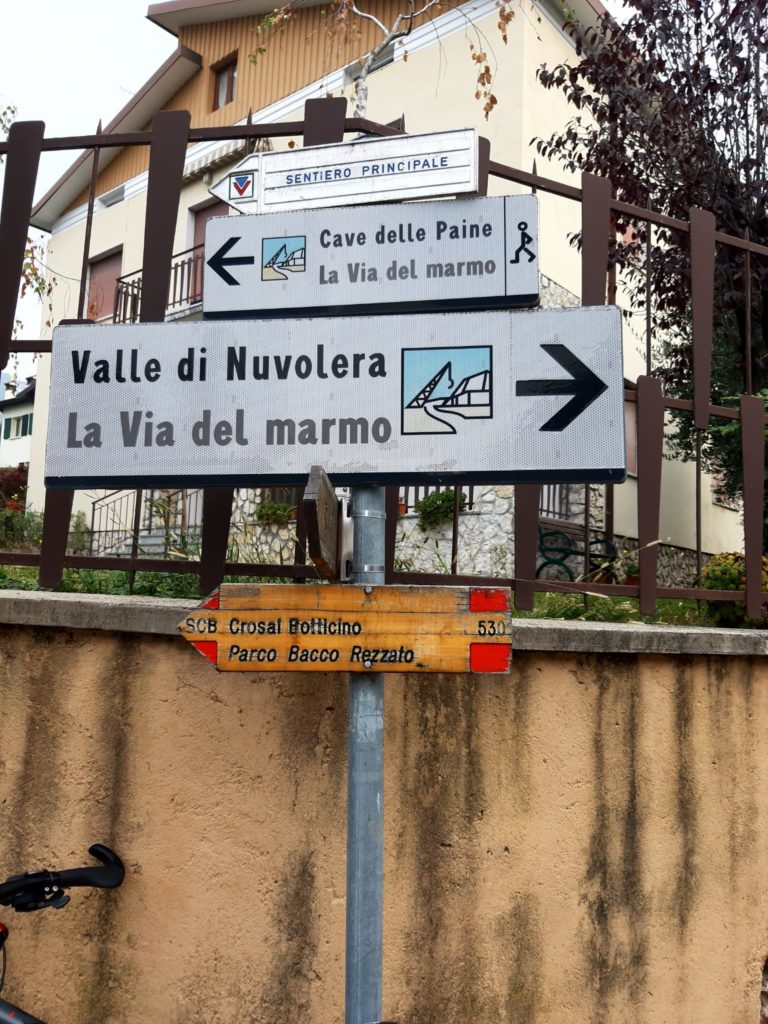 SENTIERO PRINCIPALE
Cave delle Paine
La Via del marmo
Valle di Nuvolera
La Via del marmo
SCB Crosal Botticino 530
Parco Bacco Rezzato